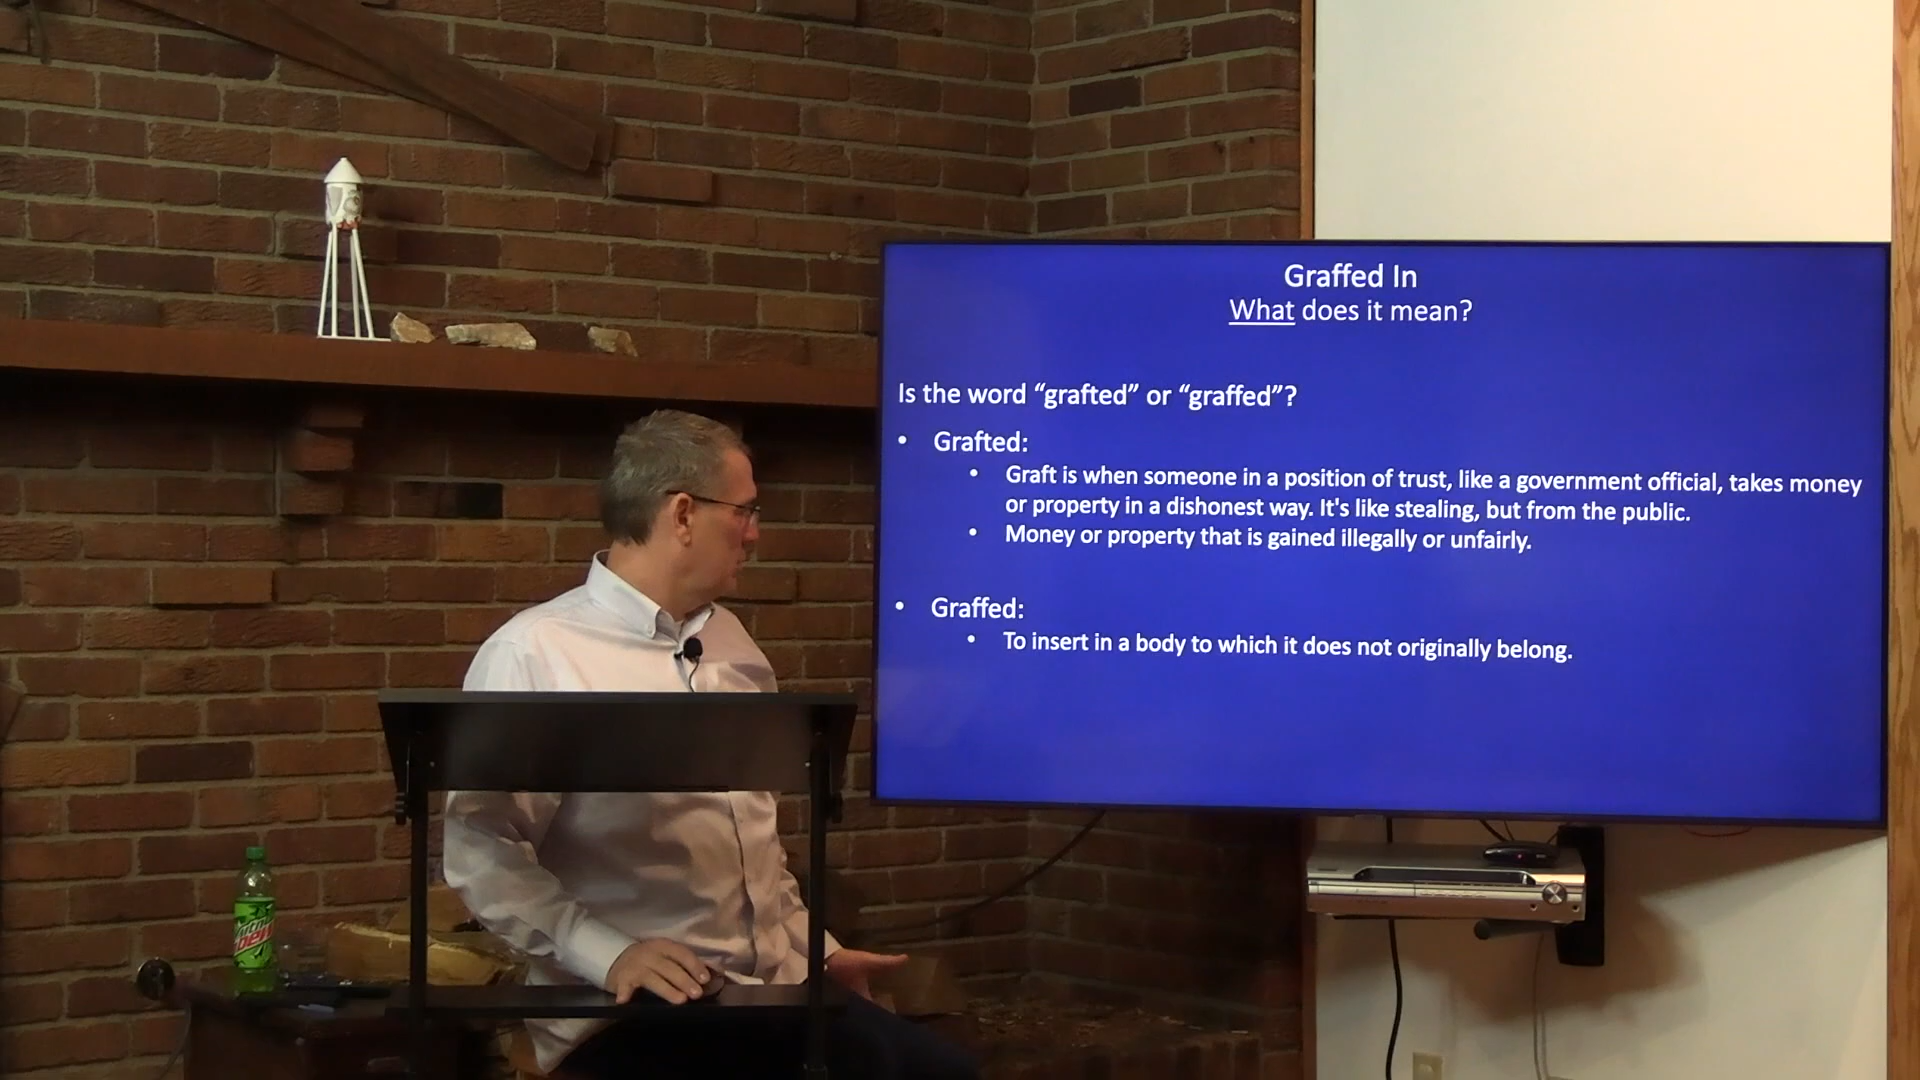 Graffed In
What does it mean?
Is the word “grafted” or “graffed”?
• Grafted:
• Graft is when someone in a position of trust, like a government official, takes money
or property in a dishonest way. It's like stealing, but from the public.
• Money or property that is gained illegally or unfairly.
• Graffed:
• To insert in a body to which it does not originally belong.
Mtn
Dew